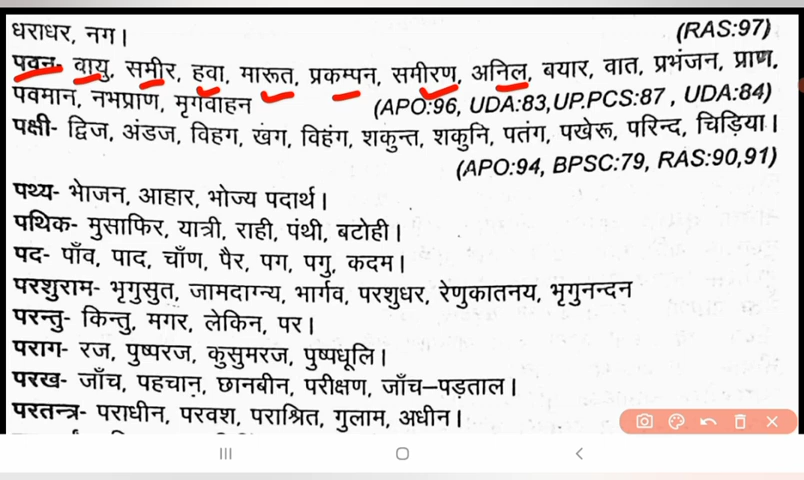 धराधर, नग। (RAS:97)
पवन- वायु, समीर, हवा, मारूत, प्रकम्पन, समीरण, अनिल, बयार, वात, प्रभंजन, प्राण,
पवमान, नभप्राण, मृगवाहन (APO:96, UDA:83,UP.PCS:87 , UDA:84)
पक्षी- द्विज, अंडज, विहग, खंग, विहंग, शकुन्त, शकुनि, पतंग, पखेरू, परिन्द, चिड़िया।
(APO:94, BPSC:79, RAS:90,91)
पथ्य- भेाजन, आहार, भोज्य पदार्थ।
पथिक- मुसाफिर, यात्री, राही, पंथी, बटोही।
पद- पाँव, पाद, चाँण, पैर, पग, पगु, कदम।
परशुराम- भृगुसुत, जामदाग्न्य, भार्गव, परशुधर, रेणुकातनय, भृगुनन्दन
परन्तु- किन्तु, मगर, लेकिन, पर।
पराग- रज, पुष्परज, कुसुमरज, पुष्पधूलि।
परख- जाँच, पहचान, छानबीन, परीक्षण, जाँच–पड़ताल।
परतन्त्र- पराधीन, परवश, पराश्रित, गुलाम, अधीन।